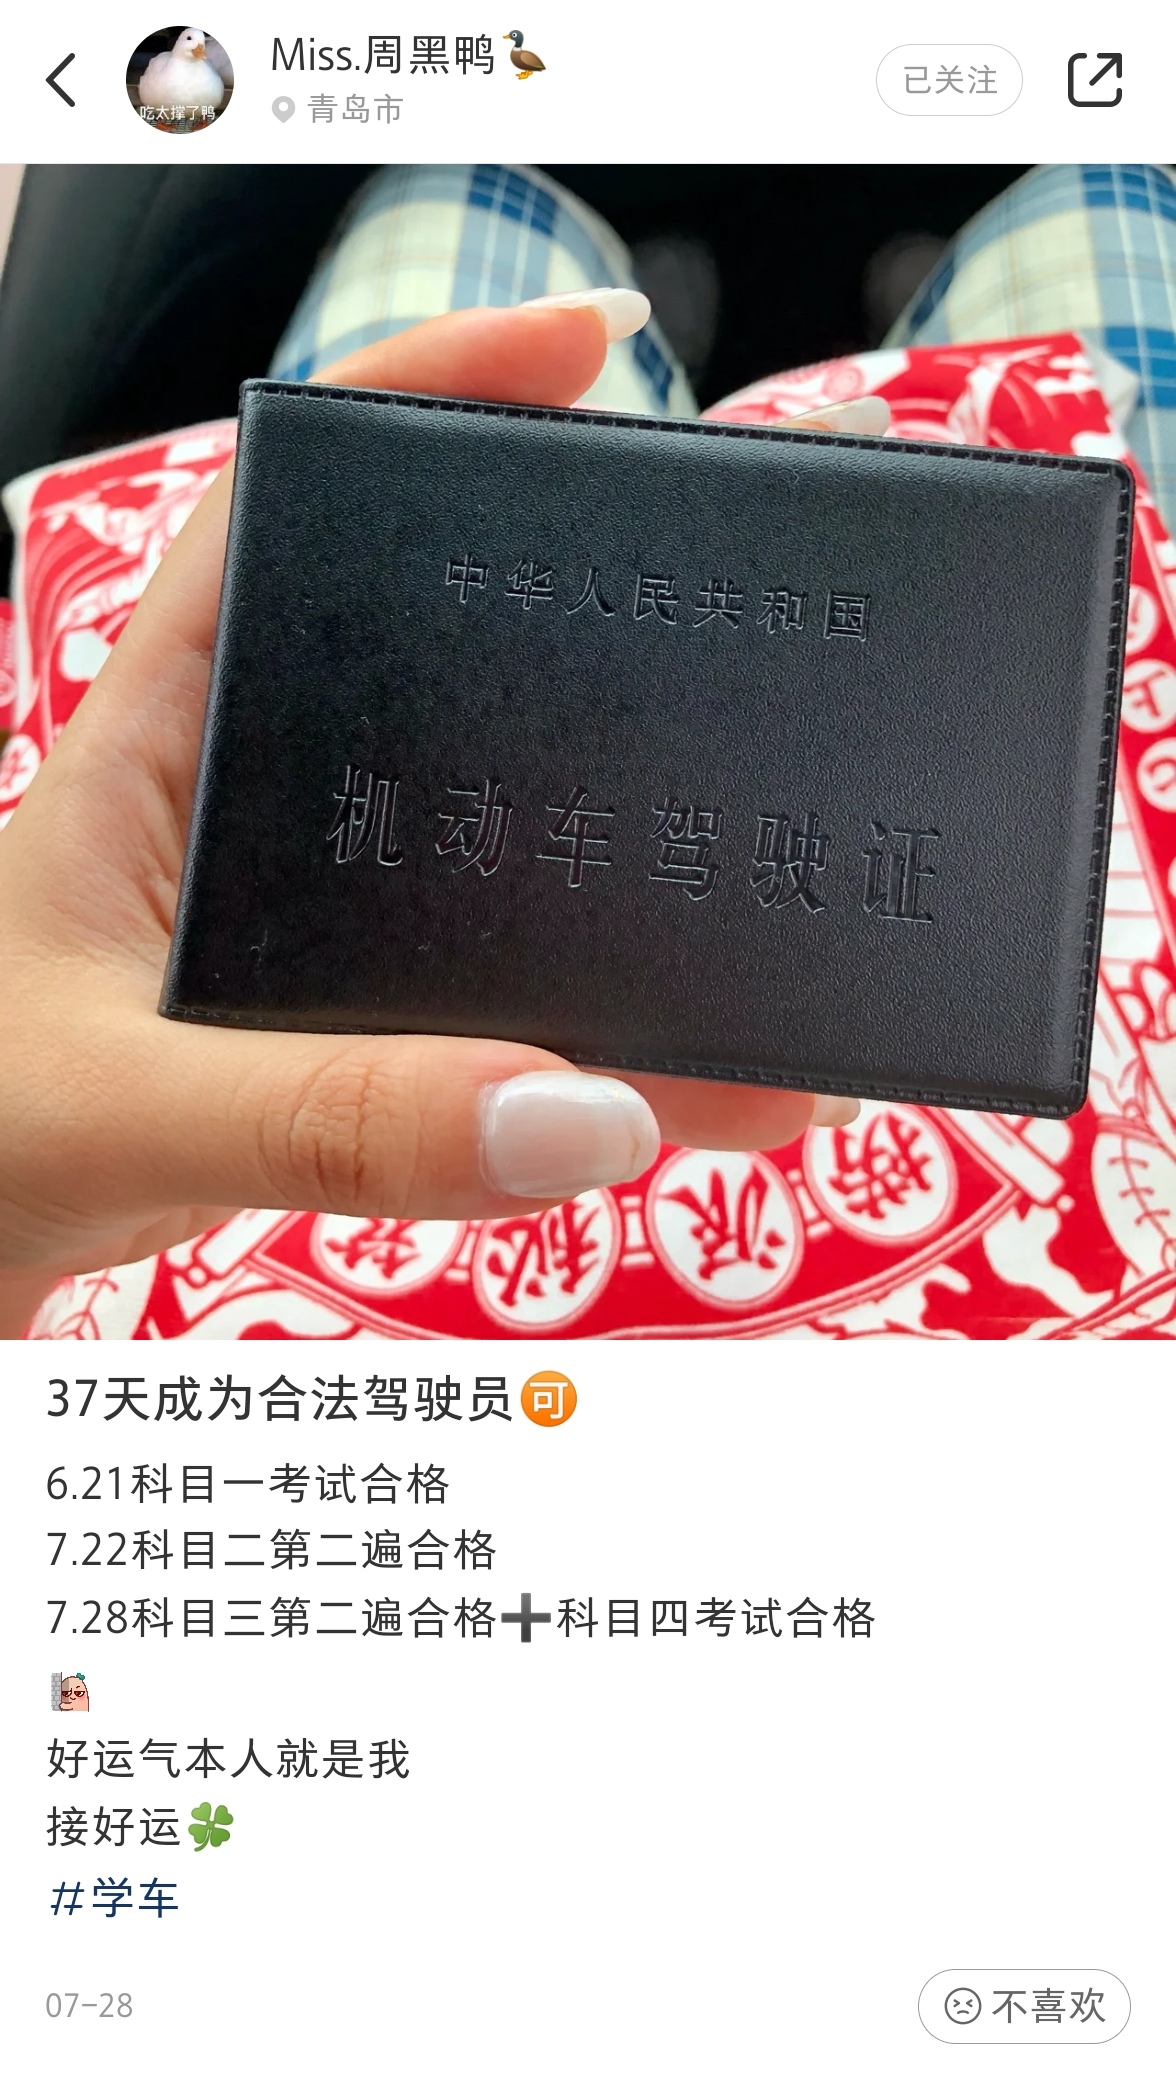 Miss.周黑鸭🦆
青岛市
已关注
吃太撑了鸭
中华人民共和国
机动车驾驶证
37天成为合法驾驶员🉑
6.21科目一考试合格
7.22科目二第二遍合格
7.28科目三第二遍合格➕科目四考试合格
好运气本人就是我
接好运🍀
#学车
07-28
不喜欢